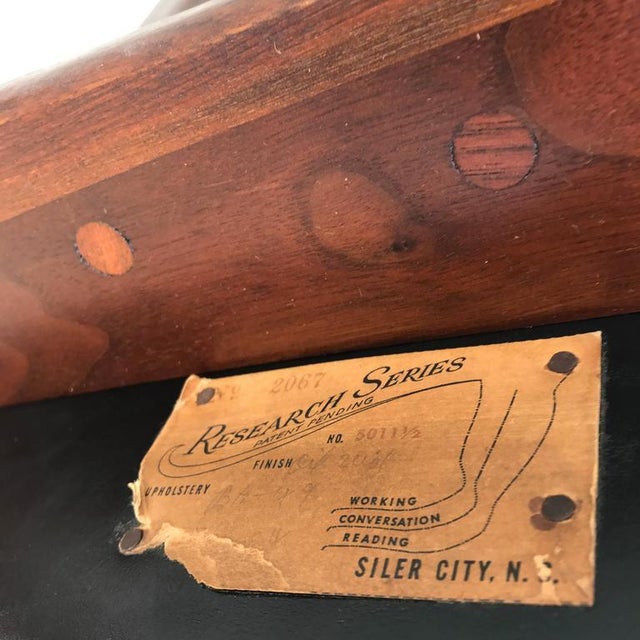 No 2067
RESEARCH SERIES
PATENT PENDING
NO. 5011½
FINISH
UPHOLSTERY
WORKING
CONVERSATION
READING
SILER CITY, N. C.